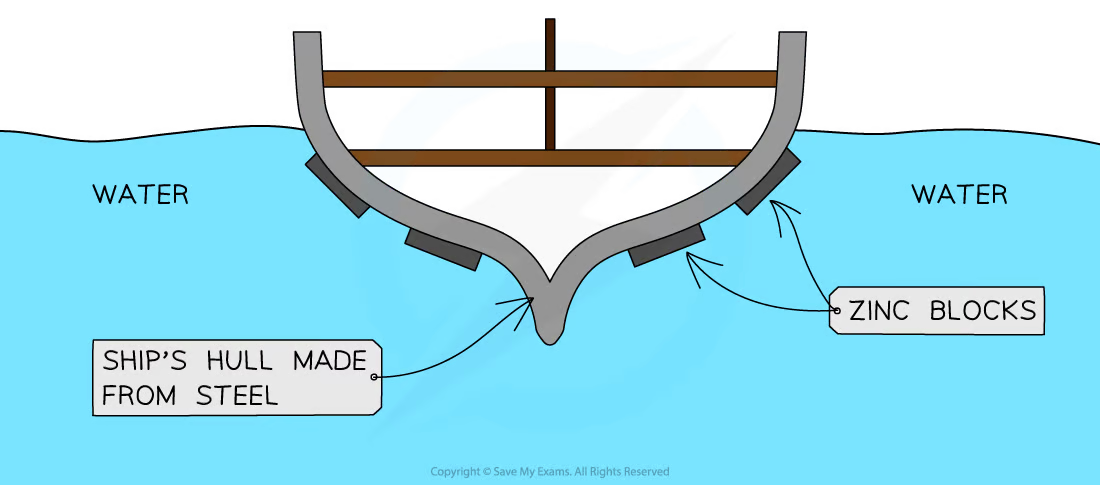 WATER
WATER
ZINC BLOCKS
SHIP'S HULL MADE
FROM STEEL
Copyright © Save My Exams. All Rights Reserved